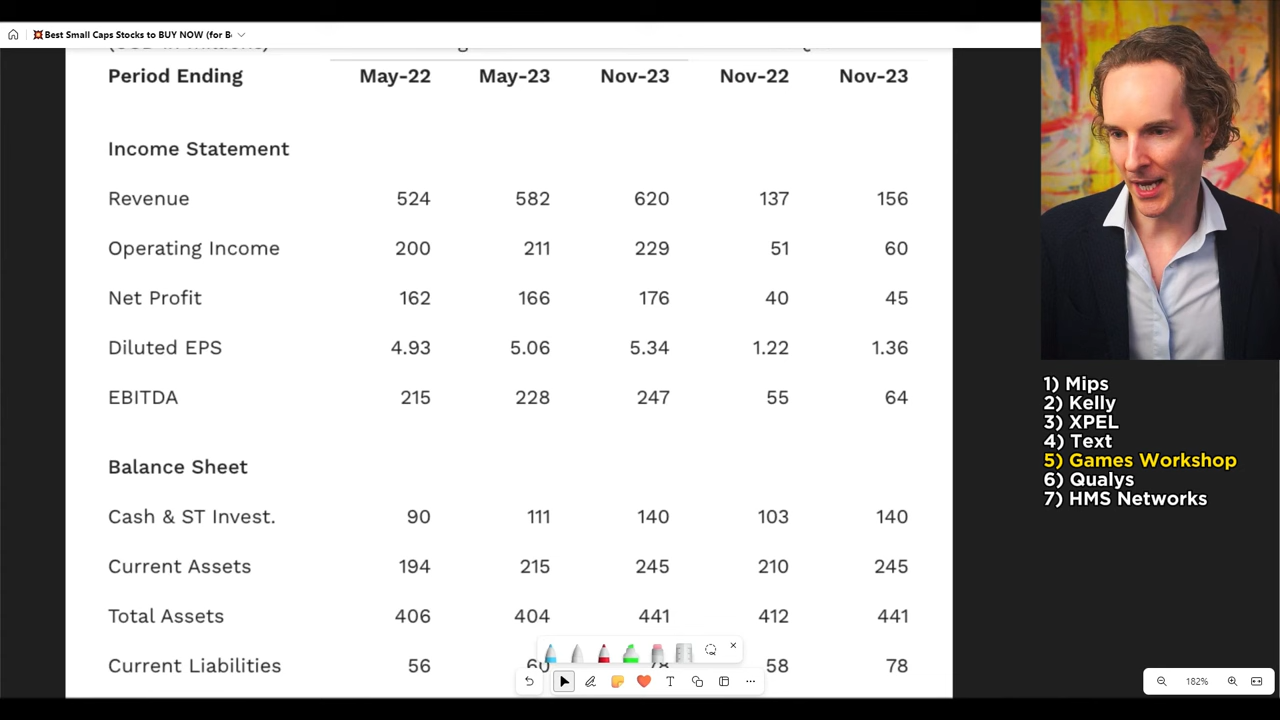 💥Best Small Caps Stocks to BUY NOW (for B
Period Ending May-22 May-23 Nov-23 Nov-22 Nov-23
Income Statement
Revenue 524 582 620 137 156
Operating Income 200 211 229 51 60
Net Profit 162 166 176 40 45
Diluted EPS 4.93 5.06 5.34 1.22 1.36
EBITDA 215 228 247 55 64
Balance Sheet
Cash & ST Invest. 90 111 140 103 140
Current Assets 194 215 245 210 245
Total Assets 406 404 441 412 441
Current Liabilities 56 60 78 58 78
1) Mips
2) Kelly
3) XPEL
4) Text
5) Games Workshop
6) Qualys
7) HMS Networks
182%